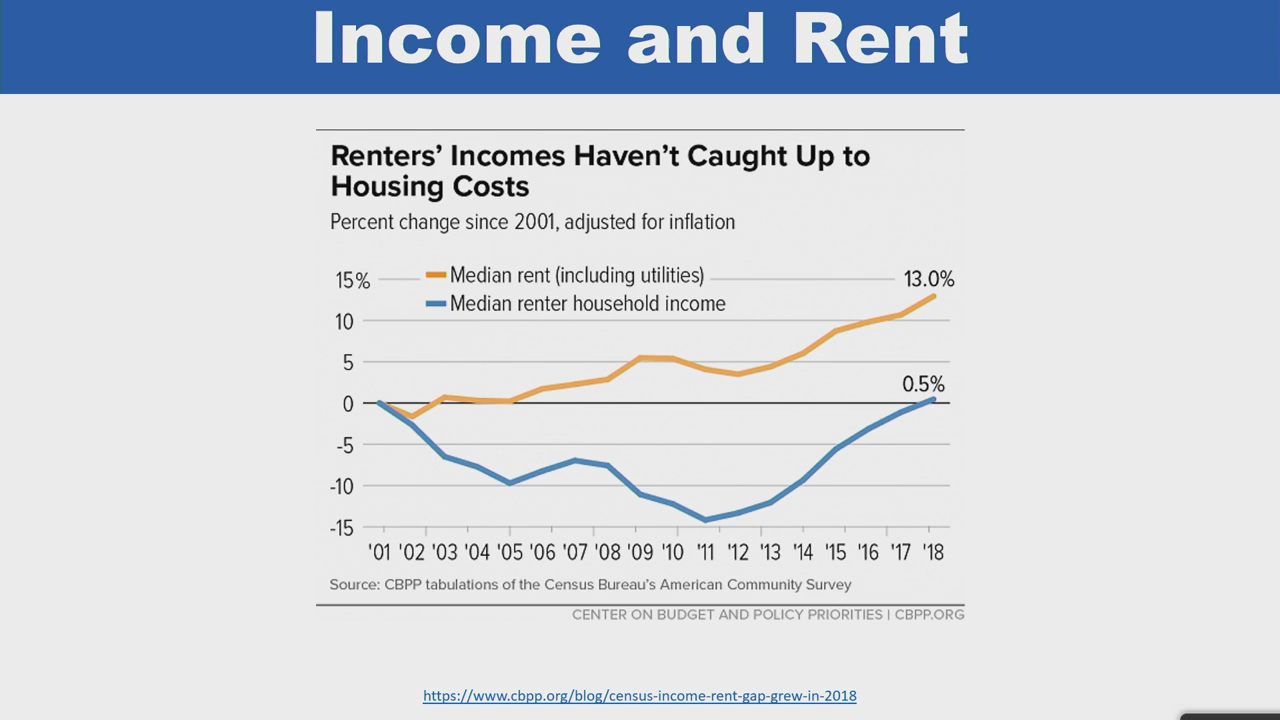 Income and Rent
Renters’ Incomes Haven’t Caught Up to
Housing Costs
Percent change since 2001, adjusted for inflation
15%
Median rent (including utilities)
13.0%
Median renter household income
10
5
0.5%
0
-5
-10
-15
'01 '02 '03 '04 '05 '06 '07 '08 '09 '10 '11 '12 '13 '14 '15 '16 '17 '18
Source: CBPP tabulations of the Census Bureau’s American Community Survey
CENTER ON BUDGET AND POLICY PRIORITIES | CBPP.ORG
https://www.cbpp.org/blog/census-income-rent-gap-grew-in-2018